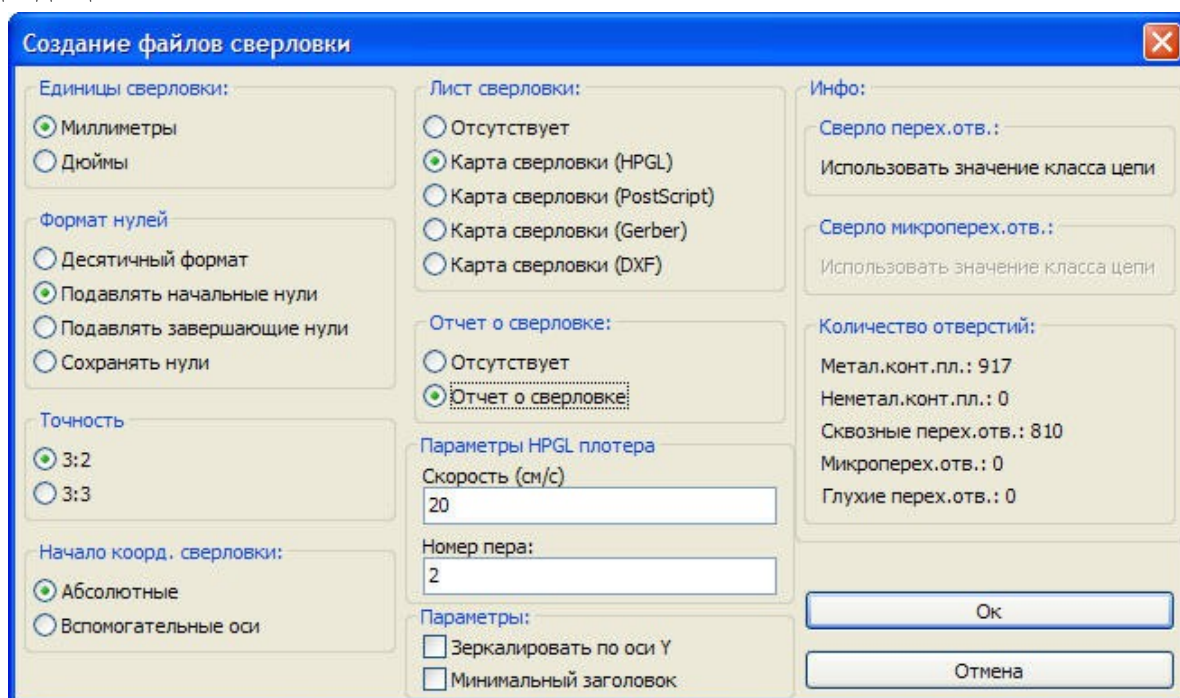 Создание файлов сверловки
Единицы сверловки:
Миллиметры
Дюймы
Формат нулей
Десятичный формат
Подавлять начальные нули
Подавлять завершающие нули
Сохранять нули
Точность
3:2
3:3
Начало коорд. сверловки:
Абсолютные
Вспомогательные оси
Лист сверловки:
Отсутствует
Карта сверловки (HPGL)
Карта сверловки (PostScript)
Карта сверловки (Gerber)
Карта сверловки (DXF)
Отчет о сверловке:
Отсутствует
Отчет о сверловке
Параметры HPGL плотера
Скорость (см/с)
20
Номер пера:
2
Параметры:
Зеркалировать по оси Y
Минимальный заголовок
Инфо:
Сверло перех.отв.:
Использовать значение класса цепи
Сверло микроперех.отв.:
Использовать значение класса цепи
Количество отверстий:
Метал.конт.пл.: 917
Неметал.конт.пл.: 0
Сквозные перех.отв.: 810
Микроперех.отв.: 0
Глухие перех.отв.: 0
Ок
Отмена